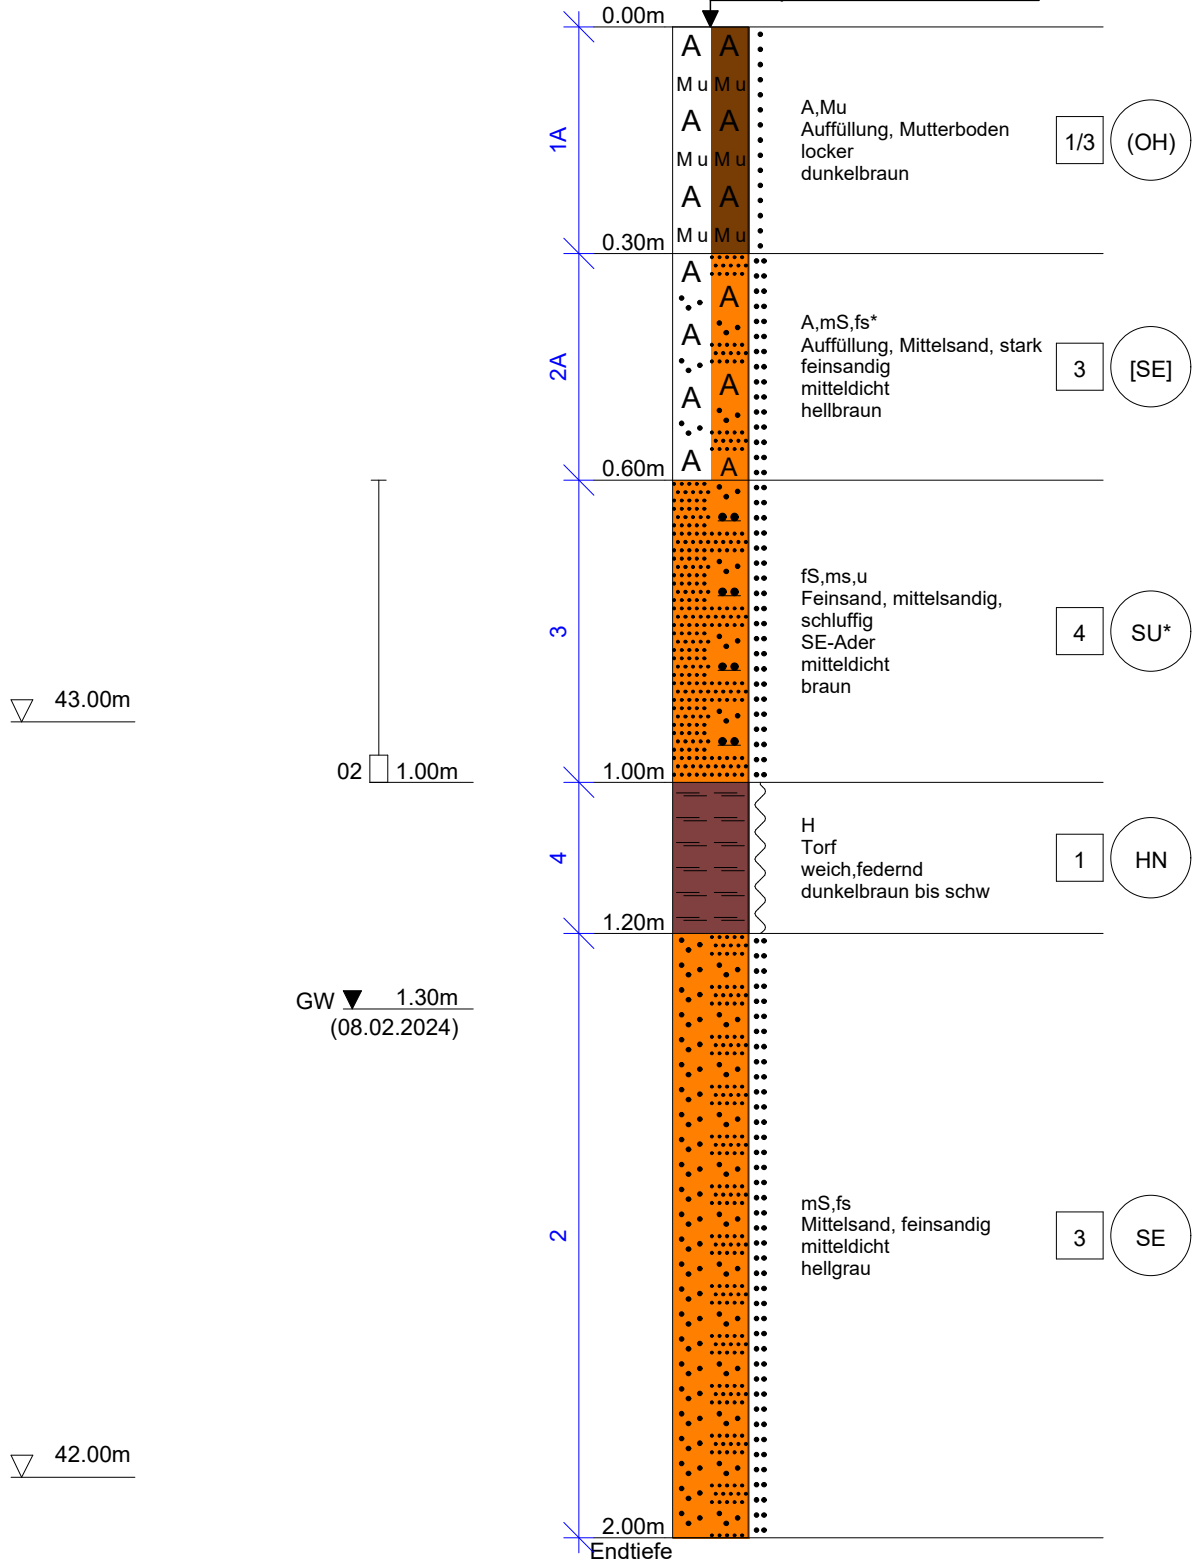 0.00m
A A
Mu Mu
A A
Mu Mu
A A
Mu Mu
1A
A,Mu
Auffüllung, Mutterboden
locker
dunkelbraun
1/3 (OH)
0.30m
A
A
A
A
A
A
A
2A
A,mS,fs*
Auffüllung, Mittelsand, stark
feinsandig
mitteldicht
hellbraun
3 [SE]
0.60m
3
fS,ms,u
Feinsand, mittelsandig,
schluffig
SE-Ader
mitteldicht
braun
4 SU*
43.00m
02 1.00m
1.00m
4
H
Torf
weich,federnd
dunkelbraun bis schw
1 HN
1.20m
GW 1.30m
(08.02.2024)
2
mS,fs
Mittelsand, feinsandig
mitteldicht
hellgrau
3 SE
42.00m
2.00m
Endtiefe